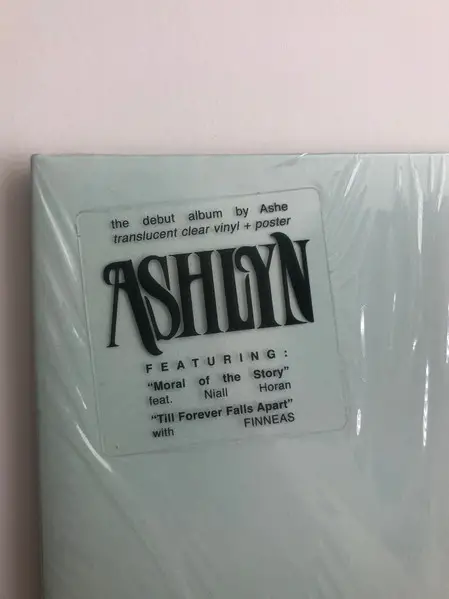 the debut album by Ashe
translucent clear vinyl + poster
ASHLYN
FEATURING:
“Moral of the Story”
feat. Niall Horan
“Till Forever Falls Apart”
with FINNEAS